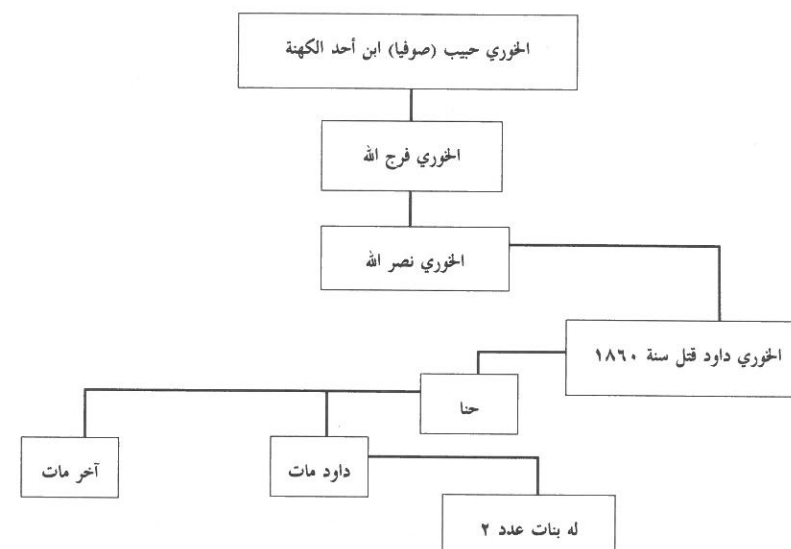 الخوري حبيب (صوفيا) ابن أحد الكهنة
الخوري فرج الله
الخوري نصر الله
الخوري داود قتل سنة ١٨٦٠
حنا
داود مات
آخر مات
له بنات عدد ٢